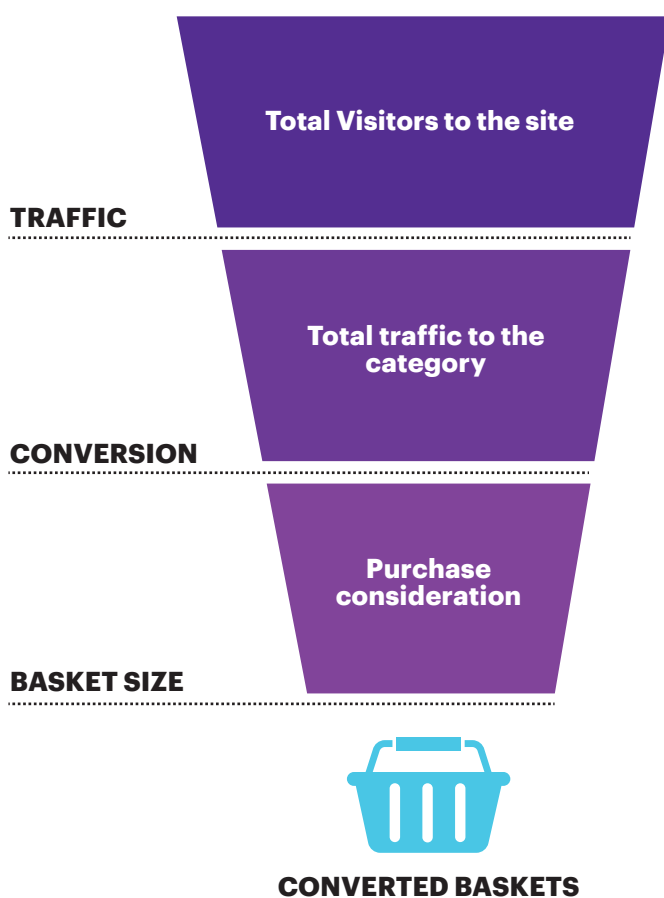 Total Visitors to the site
TRAFFIC
Total traffic to the
category
CONVERSION
Purchase
consideration
BASKET SIZE
CONVERTED BASKETS